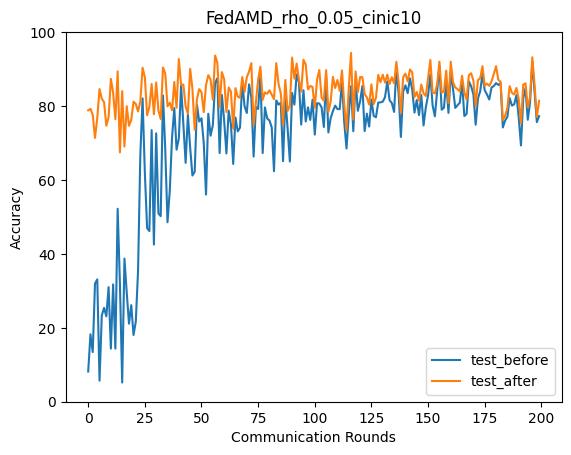 FedAMD_rho_0.05_cinic10
Accuracy
100
80
60
40
20
0
0 25 50 75 100 125 150 175 200
Communication Rounds
test_before
test_after